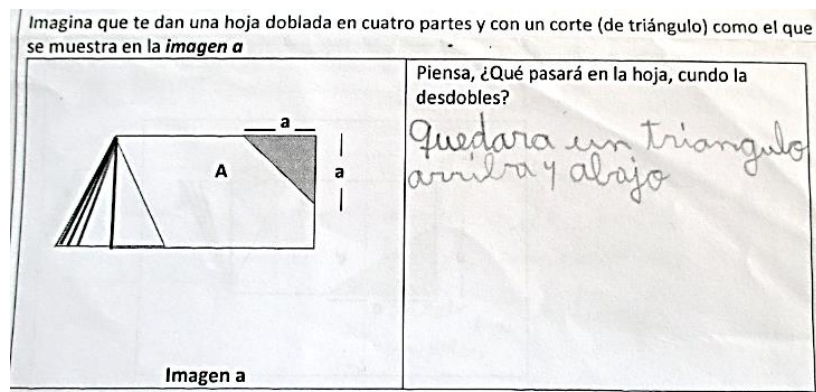 Imagina que te dan una hoja doblada en cuatro partes y con un corte (de triángulo) como el que
se muestra en la imagen a
a
A
a
Imagen a
Piensa, ¿Qué pasará en la hoja, cundo la
desdobles?
quedara un triangulo
arriba y abajo